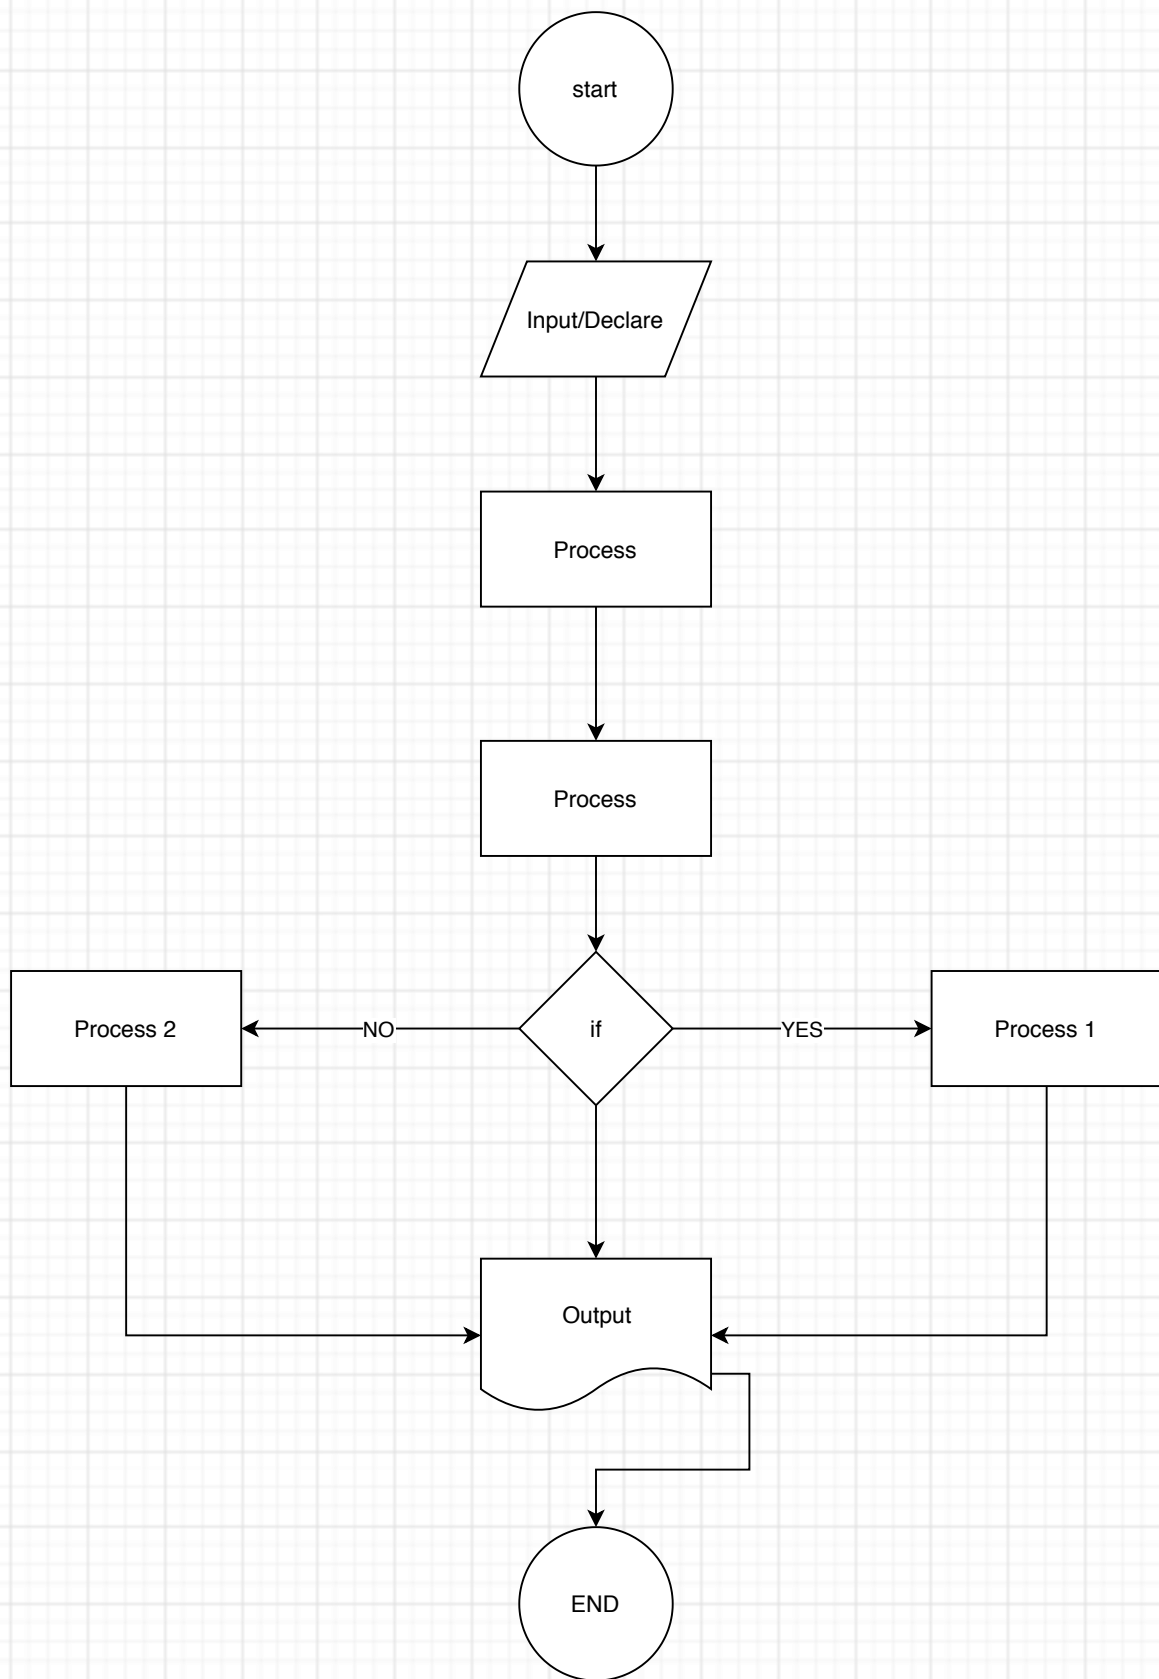 start
Input/Declare
Process
Process
Process 2
NO
if
YES
Process 1
Output
END